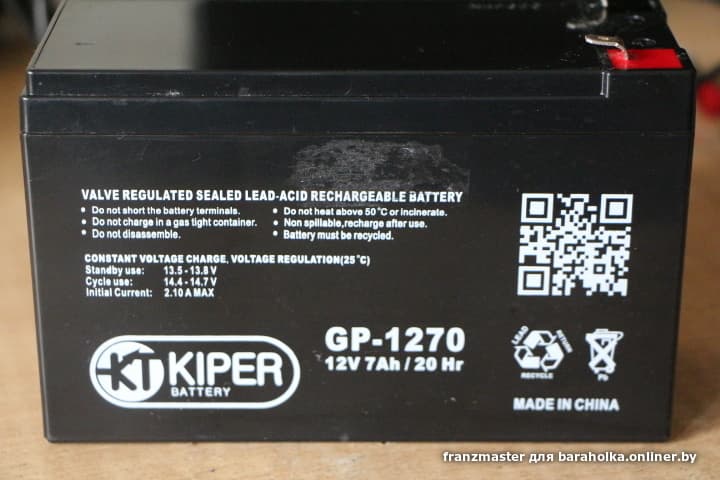 VALVE REGULATED SEALED LEAD-ACID RECHARGEABLE BATTERY
• Do not short the battery terminals.
• Do not charge in a gas tight container.
• Do not disassemble.
• Do not heat above 50°C or incinerate.
• Non spillable,recharge after use.
• Battery must be recycled.
CONSTANT VOLTAGE CHARGE, VOLTAGE REGULATION(25°C)
Standby use: 13.5 - 13.8 V
Cycle use: 14.4 - 14.7 V
Initial Current: 2.10 A MAX
KT KIPER
BATTERY
GP-1270
12V 7Ah / 20 Hr
LEAD RETURN
RECYCLE
Pb
MADE IN CHINA
franzmaster для baraholka.onliner.by